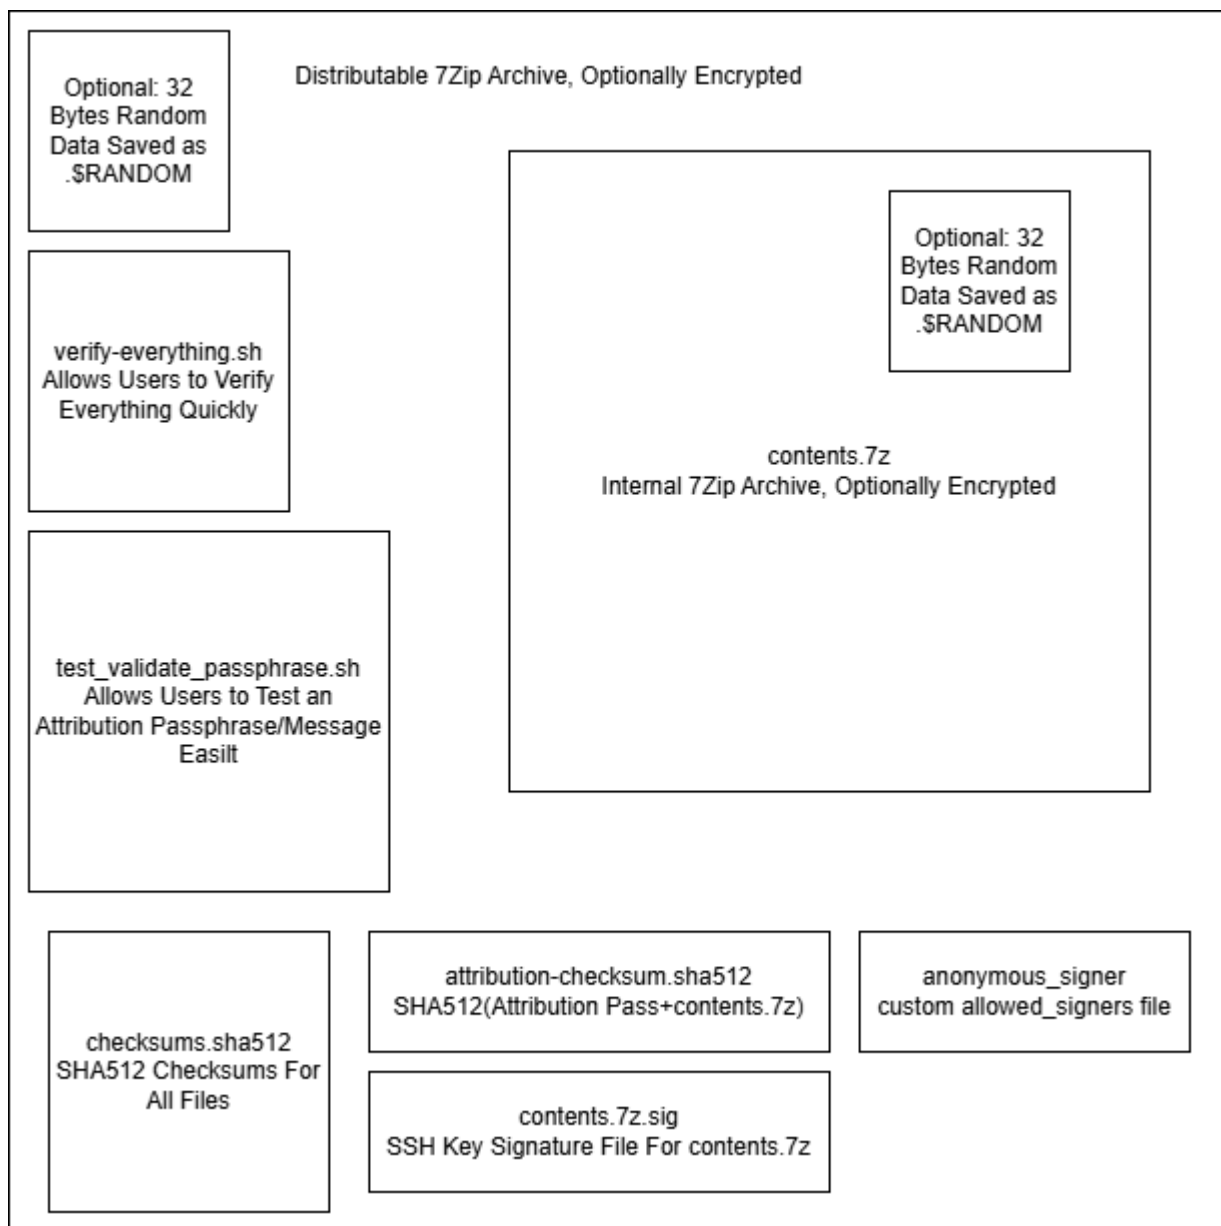 Optional: 32
Bytes Random
Data Saved as
.$RANDOM
Distributable 7Zip Archive, Optionally Encrypted
Optional: 32
Bytes Random
Data Saved as
.$RANDOM
verify-everything.sh
Allows Users to Verify
Everything Quickly
contents.7z
Internal 7Zip Archive, Optionally Encrypted
test_validate_passphrase.sh
Allows Users to Test an
Attribution Passphrase/Message
Easilt
checksums.sha512
SHA512 Checksums For
All Files
attribution-checksum.sha512
SHA512(Attribution Pass+contents.7z)
anonymous_signer
custom allowed_signers file
contents.7z.sig
SSH Key Signature File For contents.7z